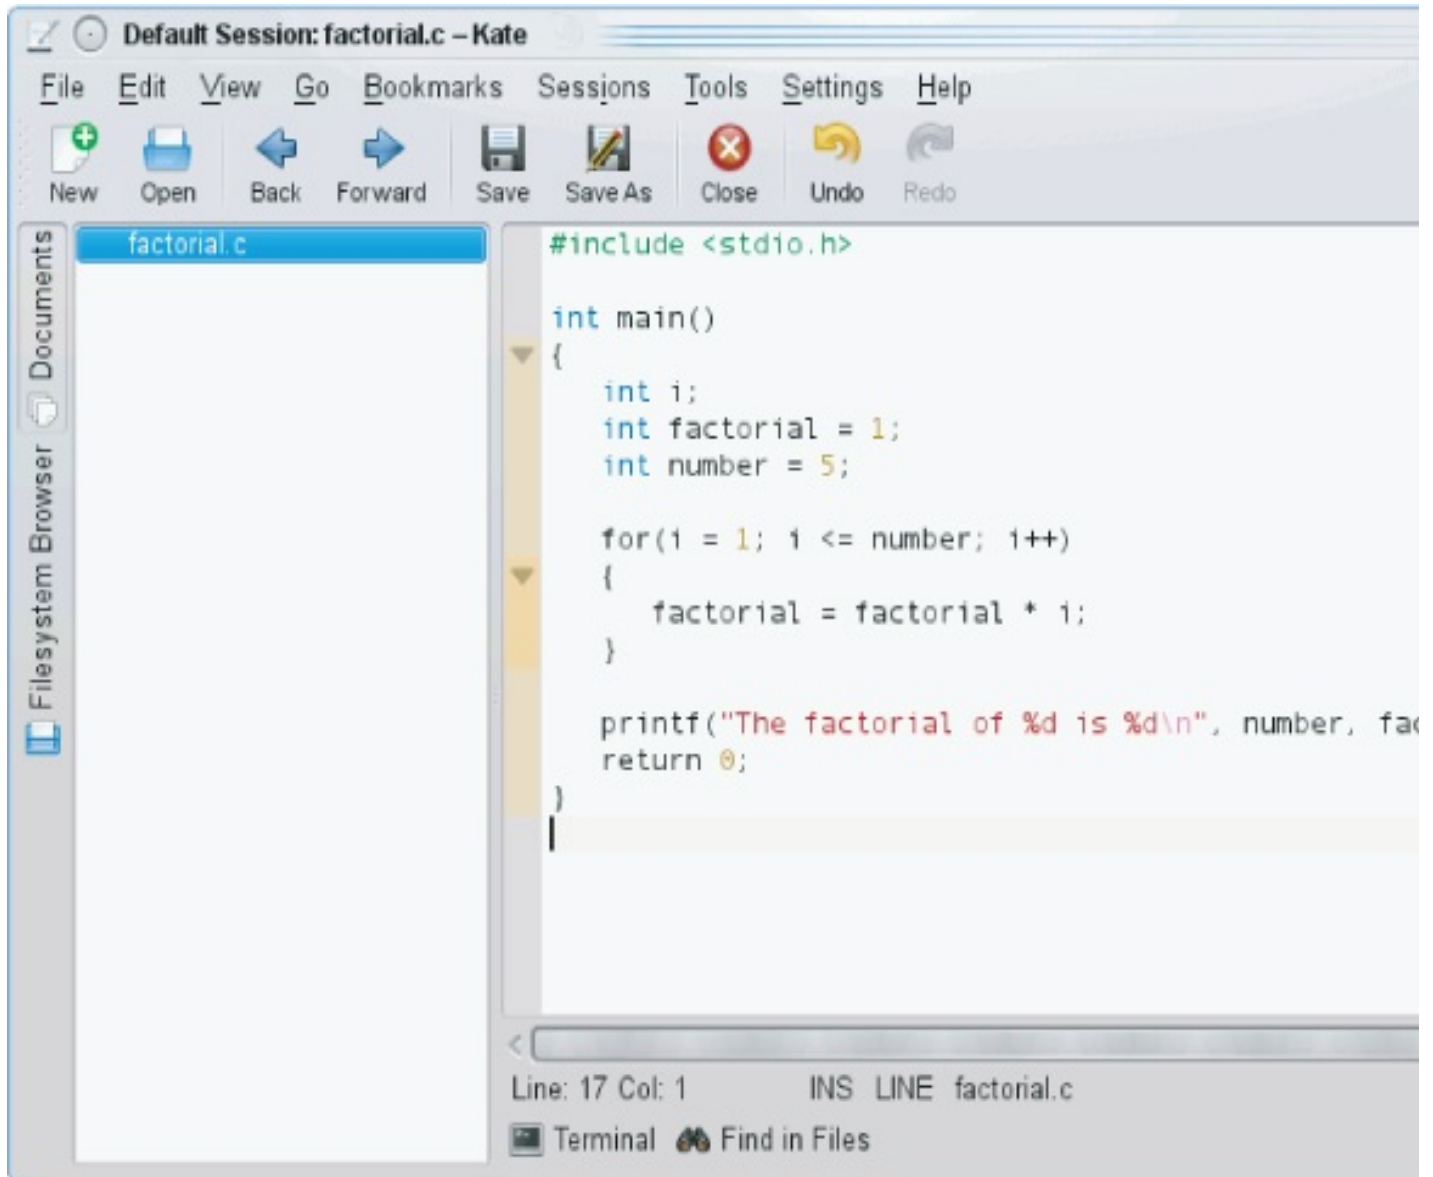 Default Session: factorial.c – Kate
File Edit View Go Bookmarks Sessions Tools Settings Help
New Open Back Forward Save Save As Close Undo Redo
Documents
Filesystem Browser
factorial.c
#include <stdio.h>
int main()
{
int i;
int factorial = 1;
int number = 5;
for(i = 1; i <= number; i++)
{
factorial = factorial * i;
}
printf("The factorial of %d is %d\n", number, fac
return 0;
}
Line: 17 Col: 1 INS LINE factorial.c
Terminal Find in Files